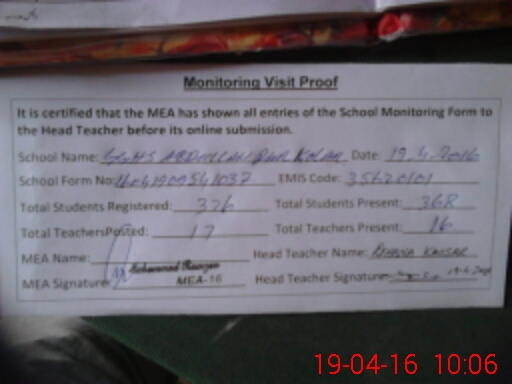 Monitoring Visit Proof
It is certified that the MEA has shown all entries of the School Monitoring Form to
the Head Teacher before its online submission.
School Name: Date: 19.4.2016
School Form No: EMIS Code: 35620101
Total Students Registered: 376 Total Students Present: 368
Total TeachersPosted: 17 Total Teachers Present: 16
MEA Name: Muhammad Ramzan Head Teacher Name: Rehana Kausar
MEA Signature MEA-16 Head Teacher Signature
19-04-16 10:06